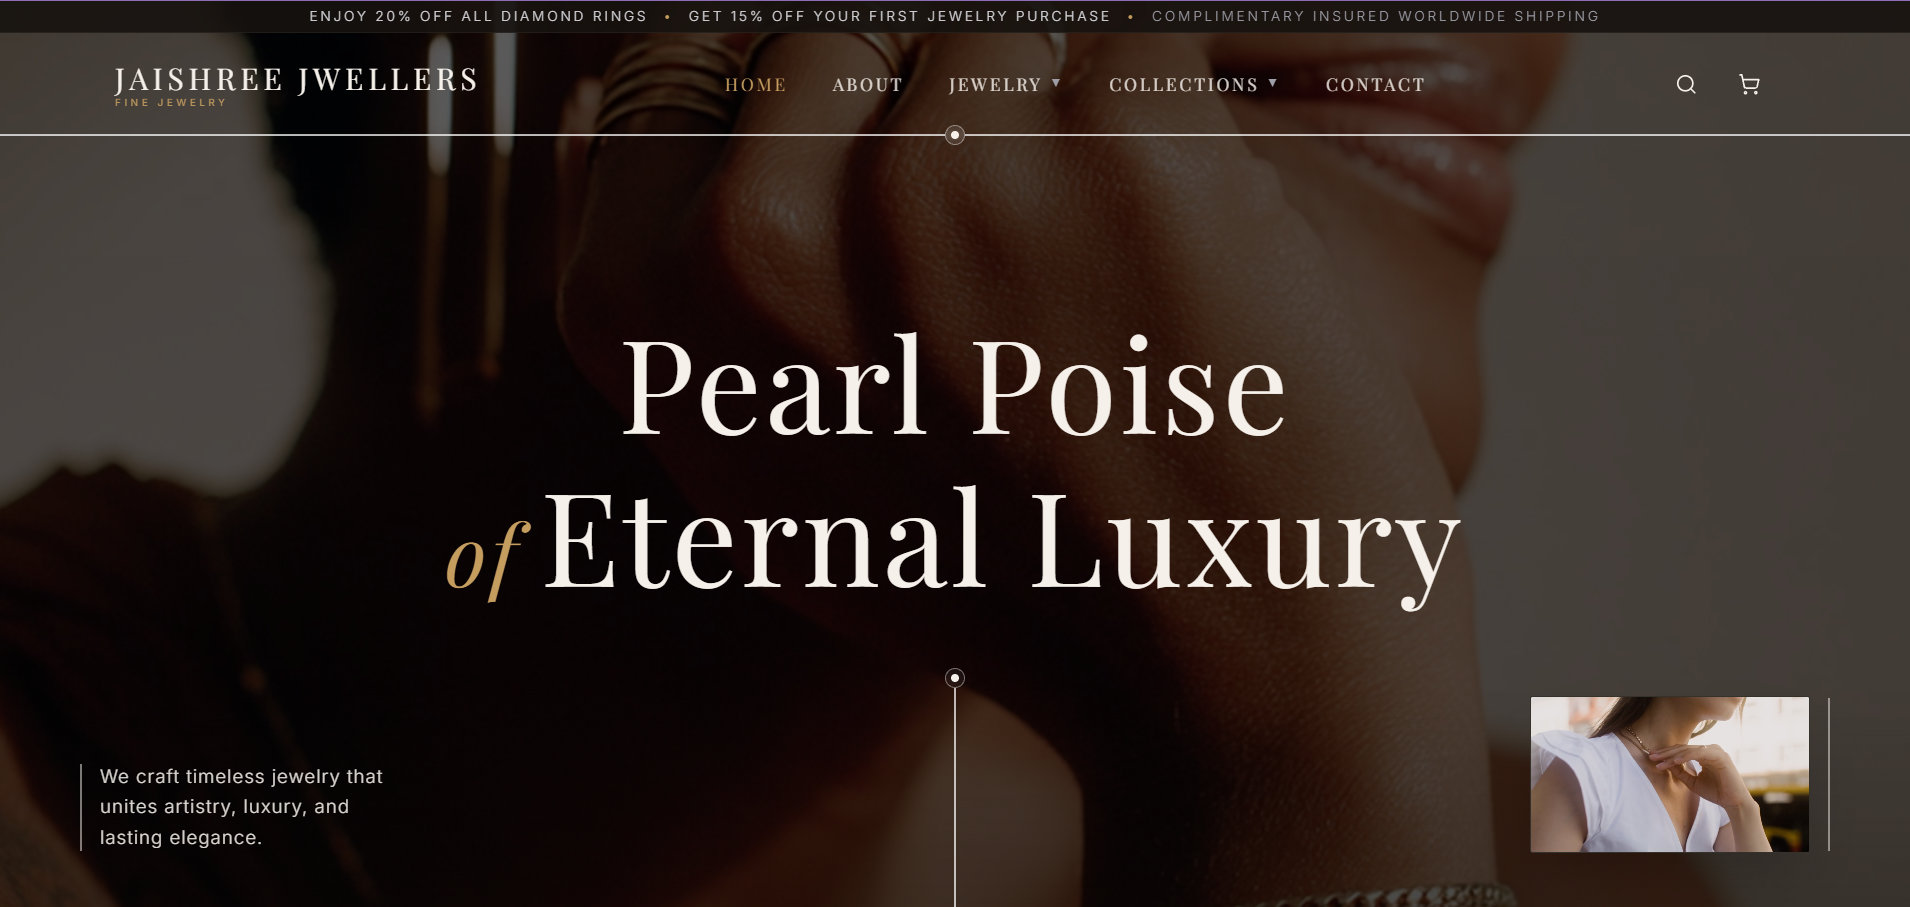 ENJOY 20% OFF ALL DIAMOND RINGS • GET 15% OFF YOUR FIRST JEWELRY PURCHASE • COMPLIMENTARY INSURED WORLDWIDE SHIPPING
JAISHREE JWELLERS
FINE JEWELRY
HOME ABOUT JEWELRY ▼ COLLECTIONS ▼ CONTACT
Pearl Poise
of Eternal Luxury
We craft timeless jewelry that
unites artistry, luxury, and
lasting elegance.